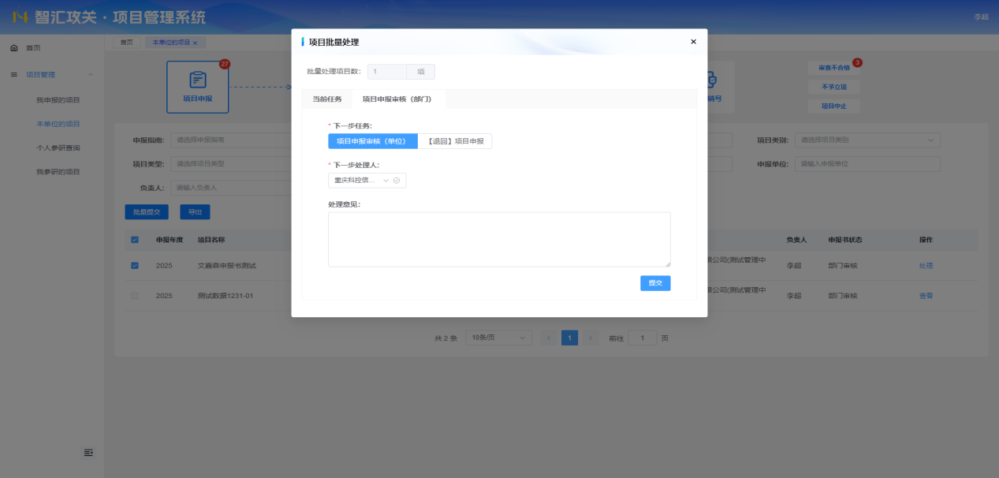 智汇攻关·项目管理系统
李超
首页
项目管理
我申报的项目
本单位的项目
个人参研查询
我参研的项目
首页 本单位的项目 ×
27
项目申报
销号
审查不合格 3
不予立项
项目中止
申报指南: 请选择申报指南
项目类别: 请选择项目类别
项目类型: 请选择项目类型
申报单位: 请输入申报单位
负责人: 请输入负责人
批量提交 导出
申报年度 项目名称 负责人 申报书状态 操作
2025 文嘉森申报书测试 限公司(测试管理中 李超 部门审核 处理
2025 测试数据1231-01 限公司(测试管理中 李超 部门审核 查看
共 2 条 10条/页 1 前往 1 页
项目批量处理 ×
批量处理项目数: 1 项
当前任务 项目申报审核（部门）
* 下一步任务:
项目申报审核（单位） 【退回】项目申报
* 下一步处理人:
重庆科控信...
处理意见:
提交